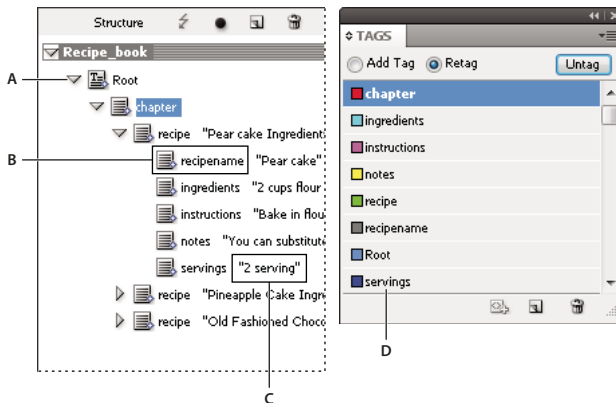 Structure
Recipe_book
A
Root
chapter
recipe "Pear cake Ingredient
B
recipename "Pear cake"
ingredients "2 cups flour
instructions "Bake in flou
notes "You can substitut
servings "2 serving"
recipe "Pineapple Cake Ingr
recipe "Old Fashioned Choc
C
TAGS
Add Tag Retag Untag
chapter
ingredients
instructions
notes
recipe
recipename
Root
servings
D